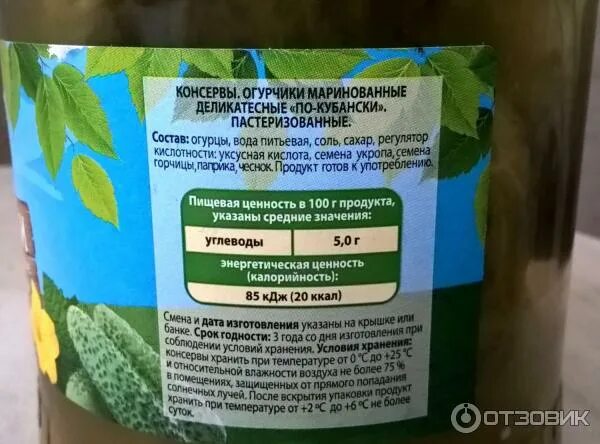 КОНСЕРВЫ. ОГУРЧИКИ МАРИНОВАННЫЕ
ДЕЛИКАТЕСНЫЕ «ПО-КУБАНСКИ».
ПАСТЕРИЗОВАННЫЕ.
Состав: огурцы, вода питьевая, соль, сахар, регулятор
кислотности: уксусная кислота, семена укропа, семена
горчицы, паприка, чеснок. Продукт готов к употреблению.
Пищевая ценность в 100 г продукта,
указаны средние значения:
углеводы 5,0 г
энергетическая ценность
(калорийность):
85 кДж (20 ккал)
Смена и дата изготовления указаны на крышке или
банке. Срок годности: 3 года со дня изготовления при
соблюдении условий хранения. Условия хранения:
консервы хранить при температуре от 0 °С до +25 °С
и относительной влажности воздуха не более 75 %
в помещениях, защищенных от прямого попадания
солнечных лучей. После вскрытия упаковки продукт
хранить при температуре от +2 ºС до +6 ºС не более
суток.
ОТЗОВИК